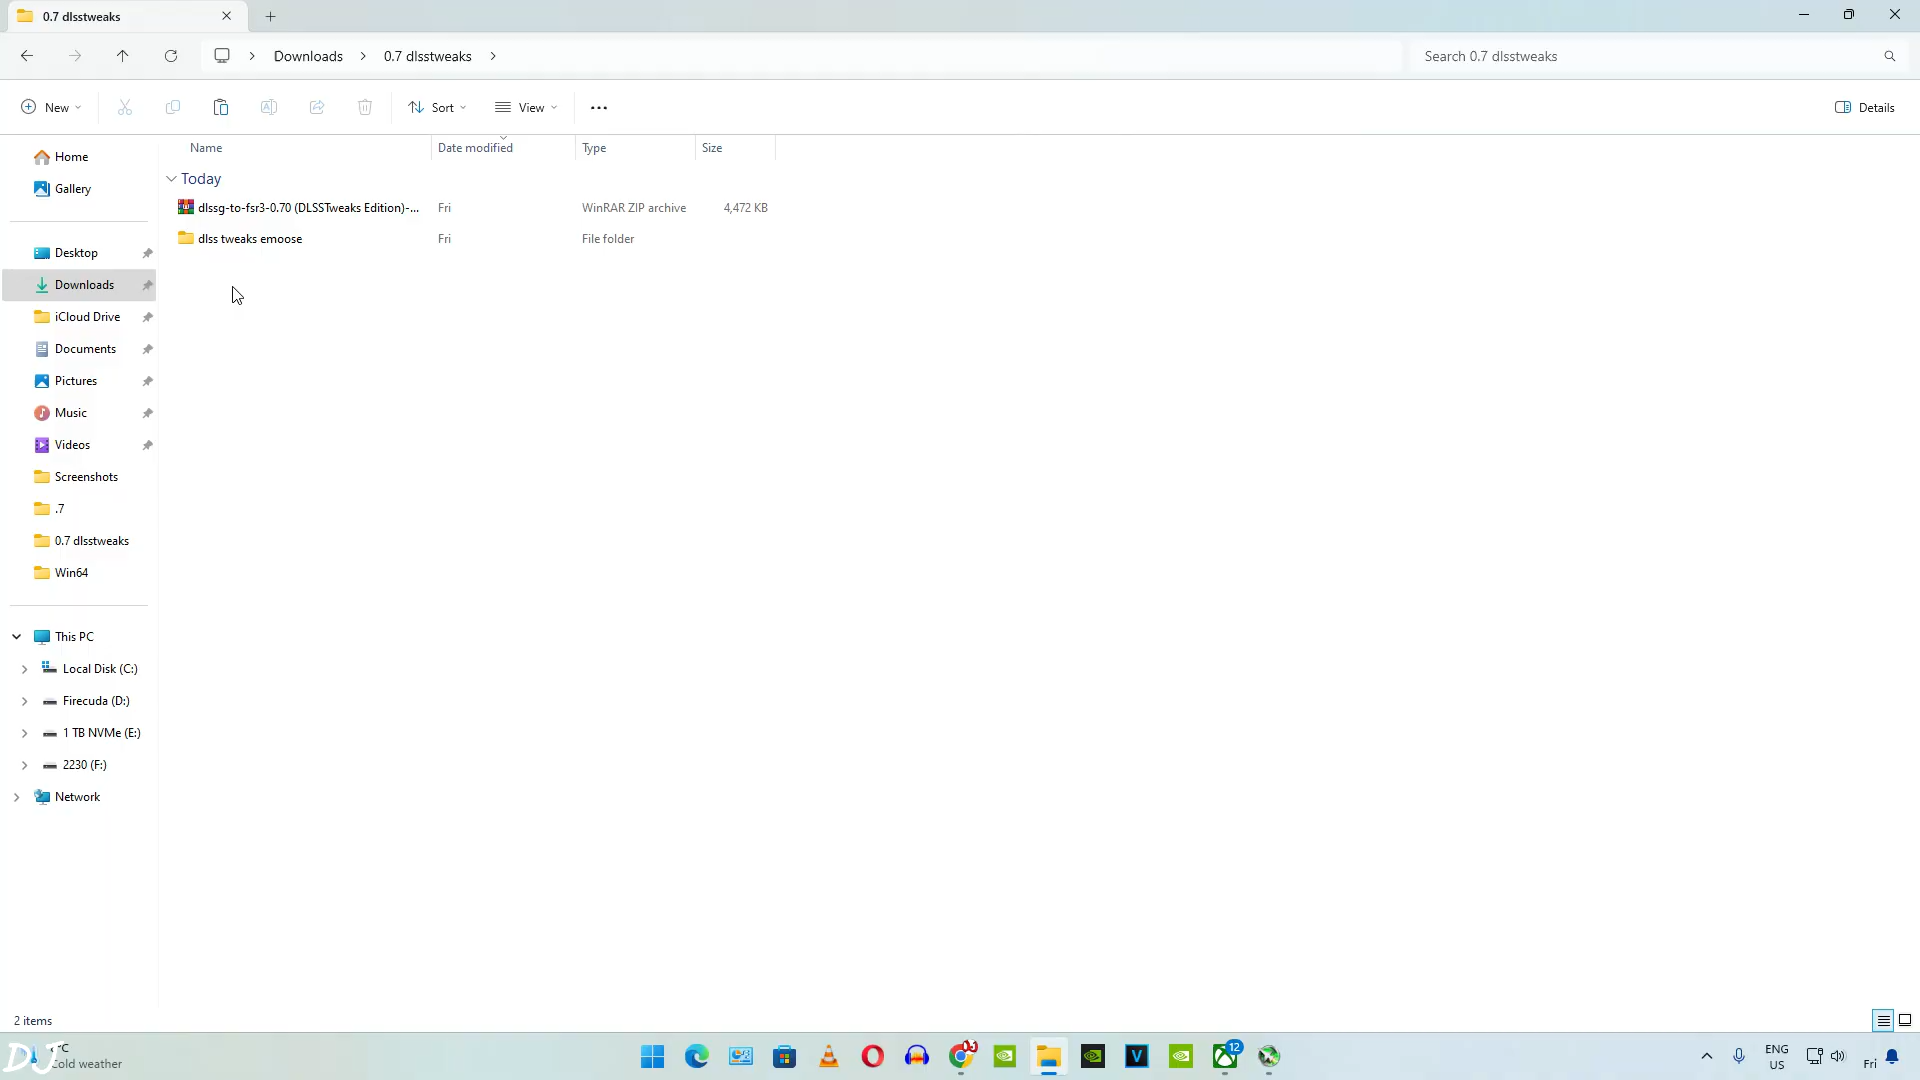 0.7 dlsstweaks
Downloads
0.7 dlsstweaks
Search 0.7 dlsstweaks
New
Sort
View
Details
Name
Date modified
Type
Size
Today
dlssg-to-fsr3-0.70 (DLSSTweaks Edition)-...
Fri
WinRAR ZIP archive
4,472 KB
dlss tweaks emoose
Fri
File folder
Home
Gallery
Desktop
Downloads
iCloud Drive
Documents
Pictures
Music
Videos
Screenshots
.7
0.7 dlsstweaks
Win64
This PC
Local Disk (C:)
Firecuda (D:)
1 TB NVMe (E:)
2230 (F:)
Network
2 items
DJ
°C
Cold weather
V
12
ENG
US
Fri